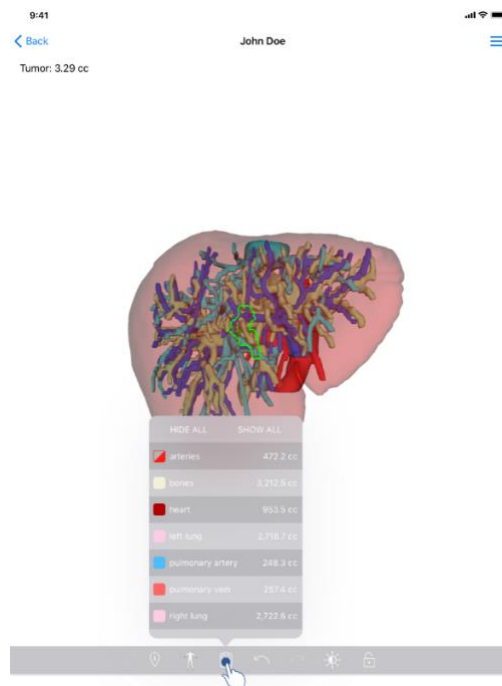 9:41
Back
John Doe
Tumor: 3.29 cc
HIDE ALL SHOW ALL
arteries 472.2 cc
bones 3,212.5 cc
heart 953.5 cc
left lung 2,718.7 cc
pulmonary artery 248.3 cc
pulmonary vein 257.4 cc
right lung 2,722.6 cc